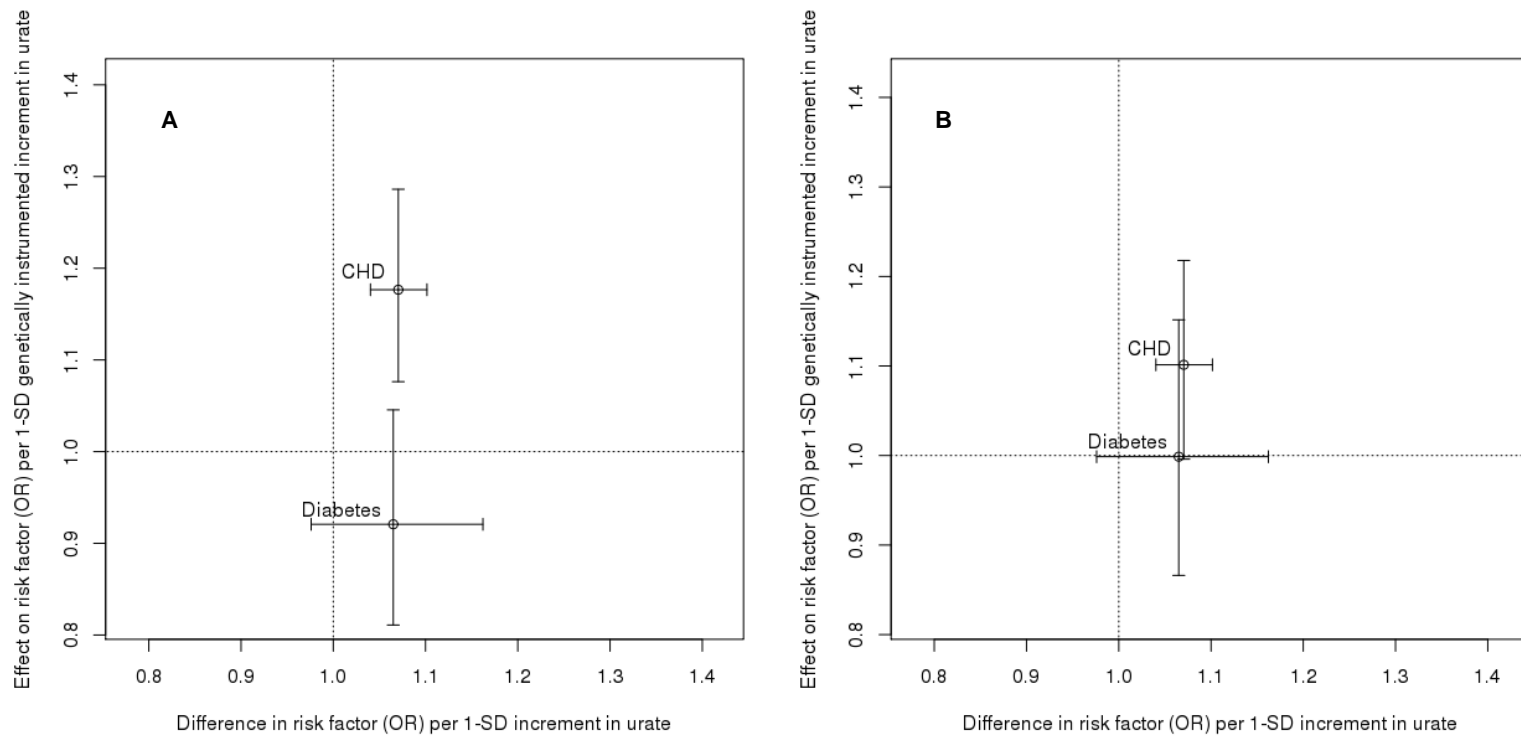 Effect on risk factor (OR) per 1-SD genetically instrumented increment in urate
1.4
1.3
1.2
1.1
1.0
0.9
0.8
A
CHD
Diabetes
0.8 0.9 1.0 1.1 1.2 1.3 1.4
Difference in risk factor (OR) per 1-SD increment in urate
Effect on risk factor (OR) per 1-SD genetically instrumented increment in urate
1.4
1.3
1.2
1.1
1.0
0.9
0.8
B
CHD
Diabetes
0.8 0.9 1.0 1.1 1.2 1.3 1.4
Difference in risk factor (OR) per 1-SD increment in urate